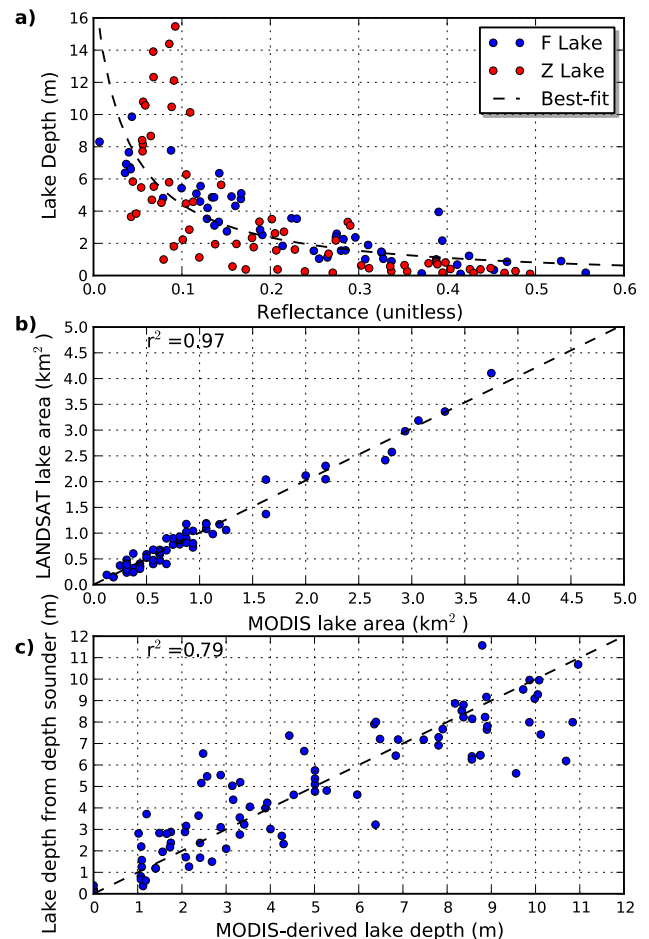 a)
16
14
12
10
8
6
4
2
0
Lake Depth (m)
F Lake
Z Lake
Best-fit
0.0 0.1 0.2 0.3 0.4 0.5 0.6
Reflectance (unitless)
b)
5.0
4.5
4.0
3.5
3.0
2.5
2.0
1.5
1.0
0.5
0.0
LANDSAT lake area (km²)
r² =0.97
0.0 0.5 1.0 1.5 2.0 2.5 3.0 3.5 4.0 4.5 5.0
MODIS lake area (km²)
c)
12
11
10
9
8
7
6
5
4
3
2
1
0
Lake depth from depth sounder (m)
r² =0.79
0 1 2 3 4 5 6 7 8 9 10 11 12
MODIS-derived lake depth (m)